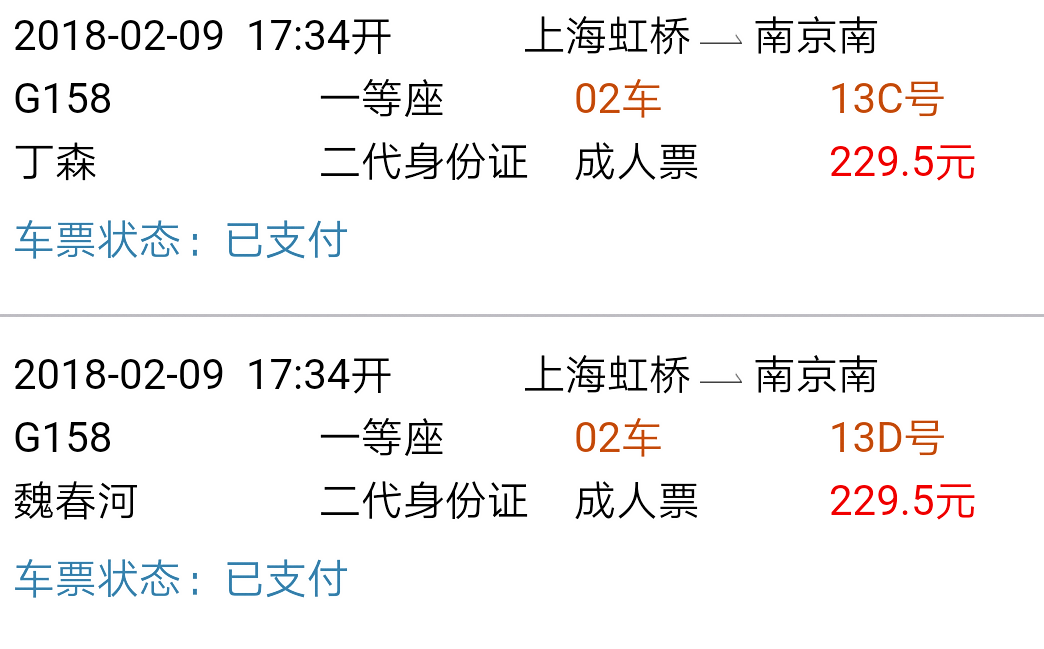 2018-02-09 17:34开 上海虹桥 ⇀ 南京南
G158 一等座 02车 13C号
丁森 二代身份证 成人票 229.5元
车票状态：已支付
2018-02-09 17:34开 上海虹桥 ⇀ 南京南
G158 一等座 02车 13D号
魏春河 二代身份证 成人票 229.5元
车票状态：已支付